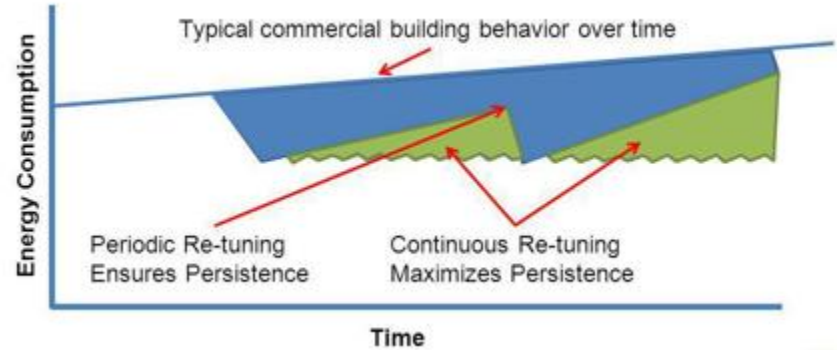 Typical commercial building behavior over time
Energy Consumption
Periodic Re-tuning
Ensures Persistence
Continuous Re-tuning
Maximizes Persistence
Time